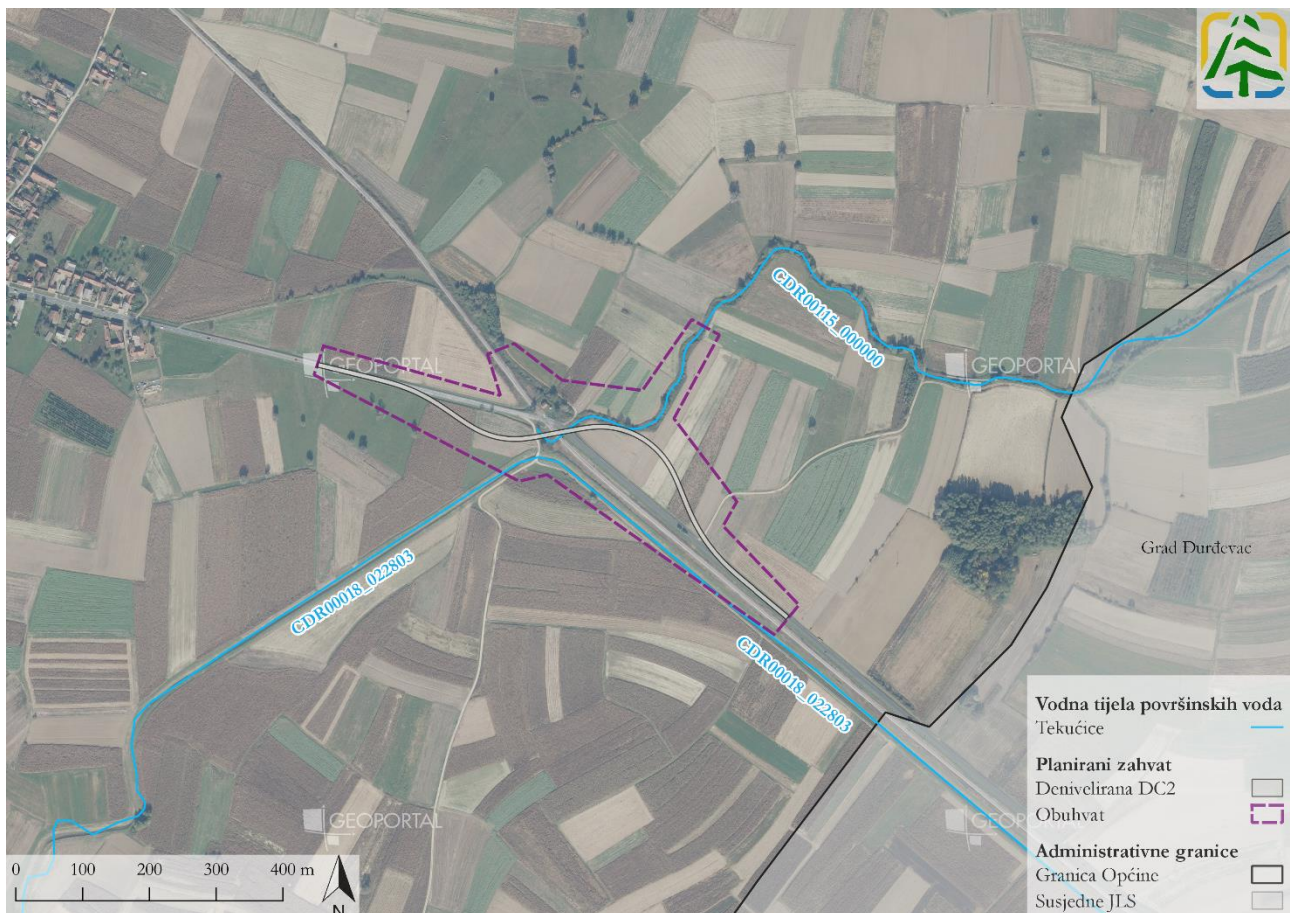 GEOPORTAL
CDR00115_000000
GEOPORTAL
Grad Đurđevac
CDR00018_022803
CDR00018_022803
GEOPORTAL
GEOPORTAL
0 100 200 300 400 m
N
Vodna tijela površinskih voda
Tekućice
Planirani zahvat
Denivelirana DC2
Obuhvat
Administrativne granice
Granica Općine
Susjedne JLS